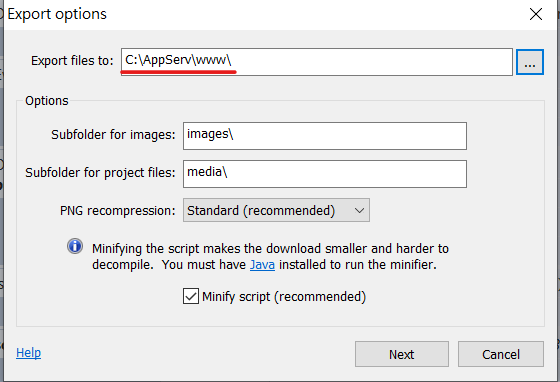 Export options
Export files to: C:\AppServ\www\ ...
Options
Subfolder for images: images\
Subfolder for project files: media\
PNG recompression: Standard (recommended)
Minifying the script makes the download smaller and harder to
decompile. You must have Java installed to run the minifier.
Minify script (recommended)
Help Next Cancel